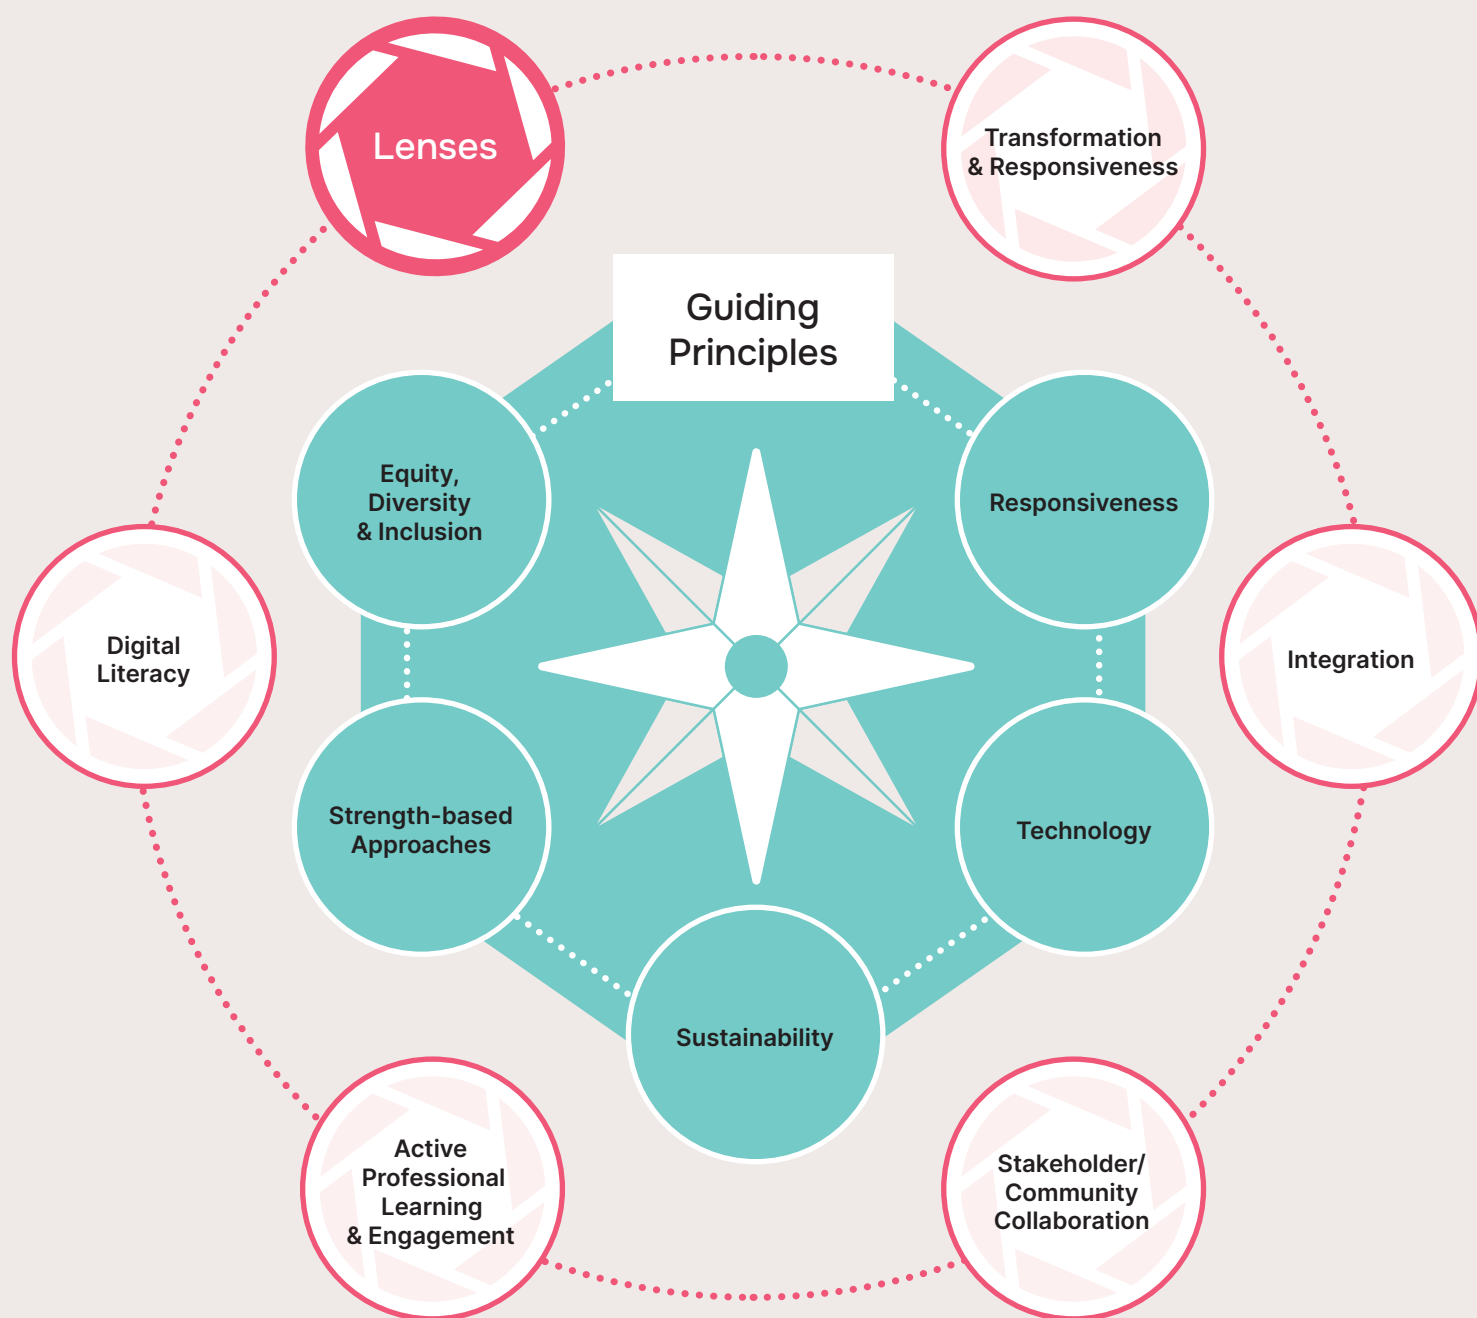 Lenses
Transformation
& Responsiveness
Guiding
Principles
Equity,
Diversity
& Inclusion
Responsiveness
Digital
Literacy
Integration
Strength-based
Approaches
Technology
Sustainability
Active
Professional
Learning
& Engagement
Stakeholder/
Community
Collaboration